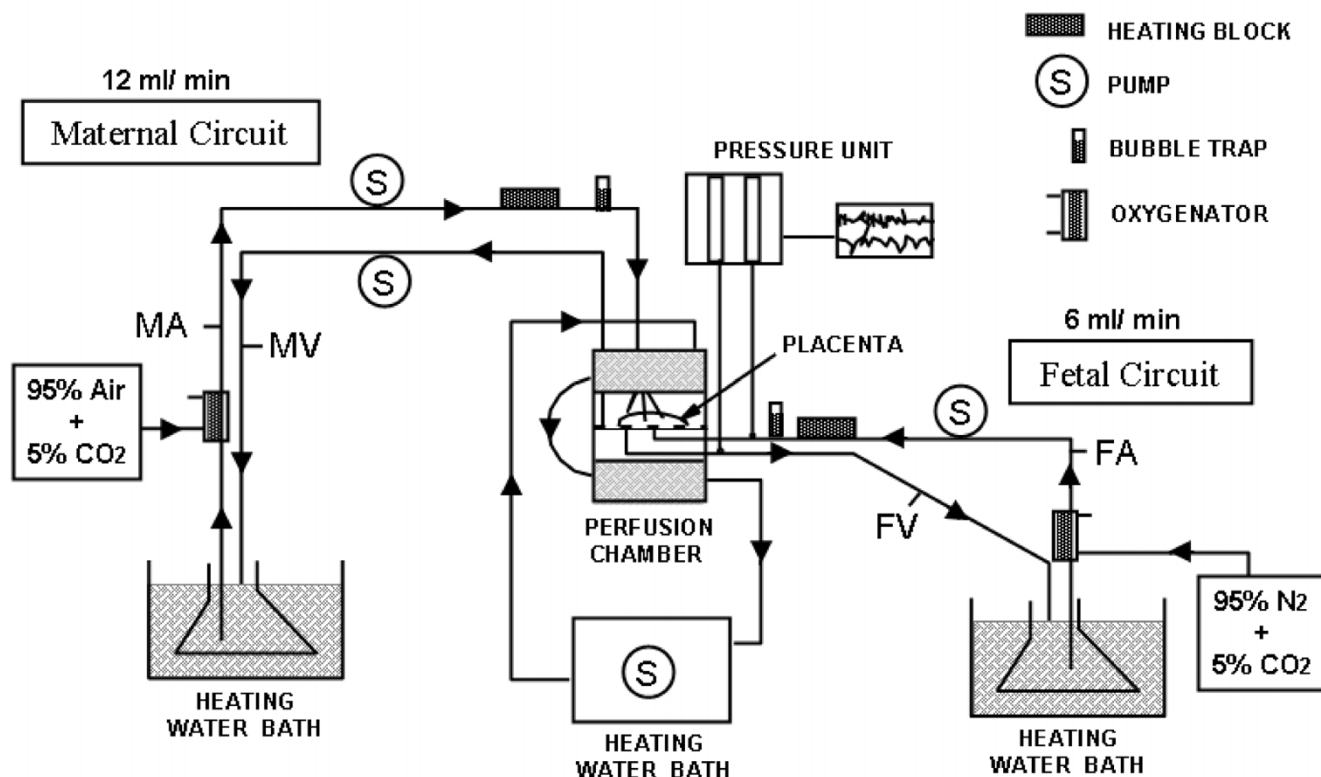 HEATING BLOCK
12 ml/ min
S
PUMP
Maternal Circuit
PRESSURE UNIT
BUBBLE TRAP
S
OXYGENATOR
S
MA
MV
6 ml/ min
PLACENTA
95% Air
+
5% CO2
Fetal Circuit
S
FA
FV
PERFUSION
CHAMBER
95% N2
+
5% CO2
S
HEATING
WATER BATH
HEATING
WATER BATH
HEATING
WATER BATH